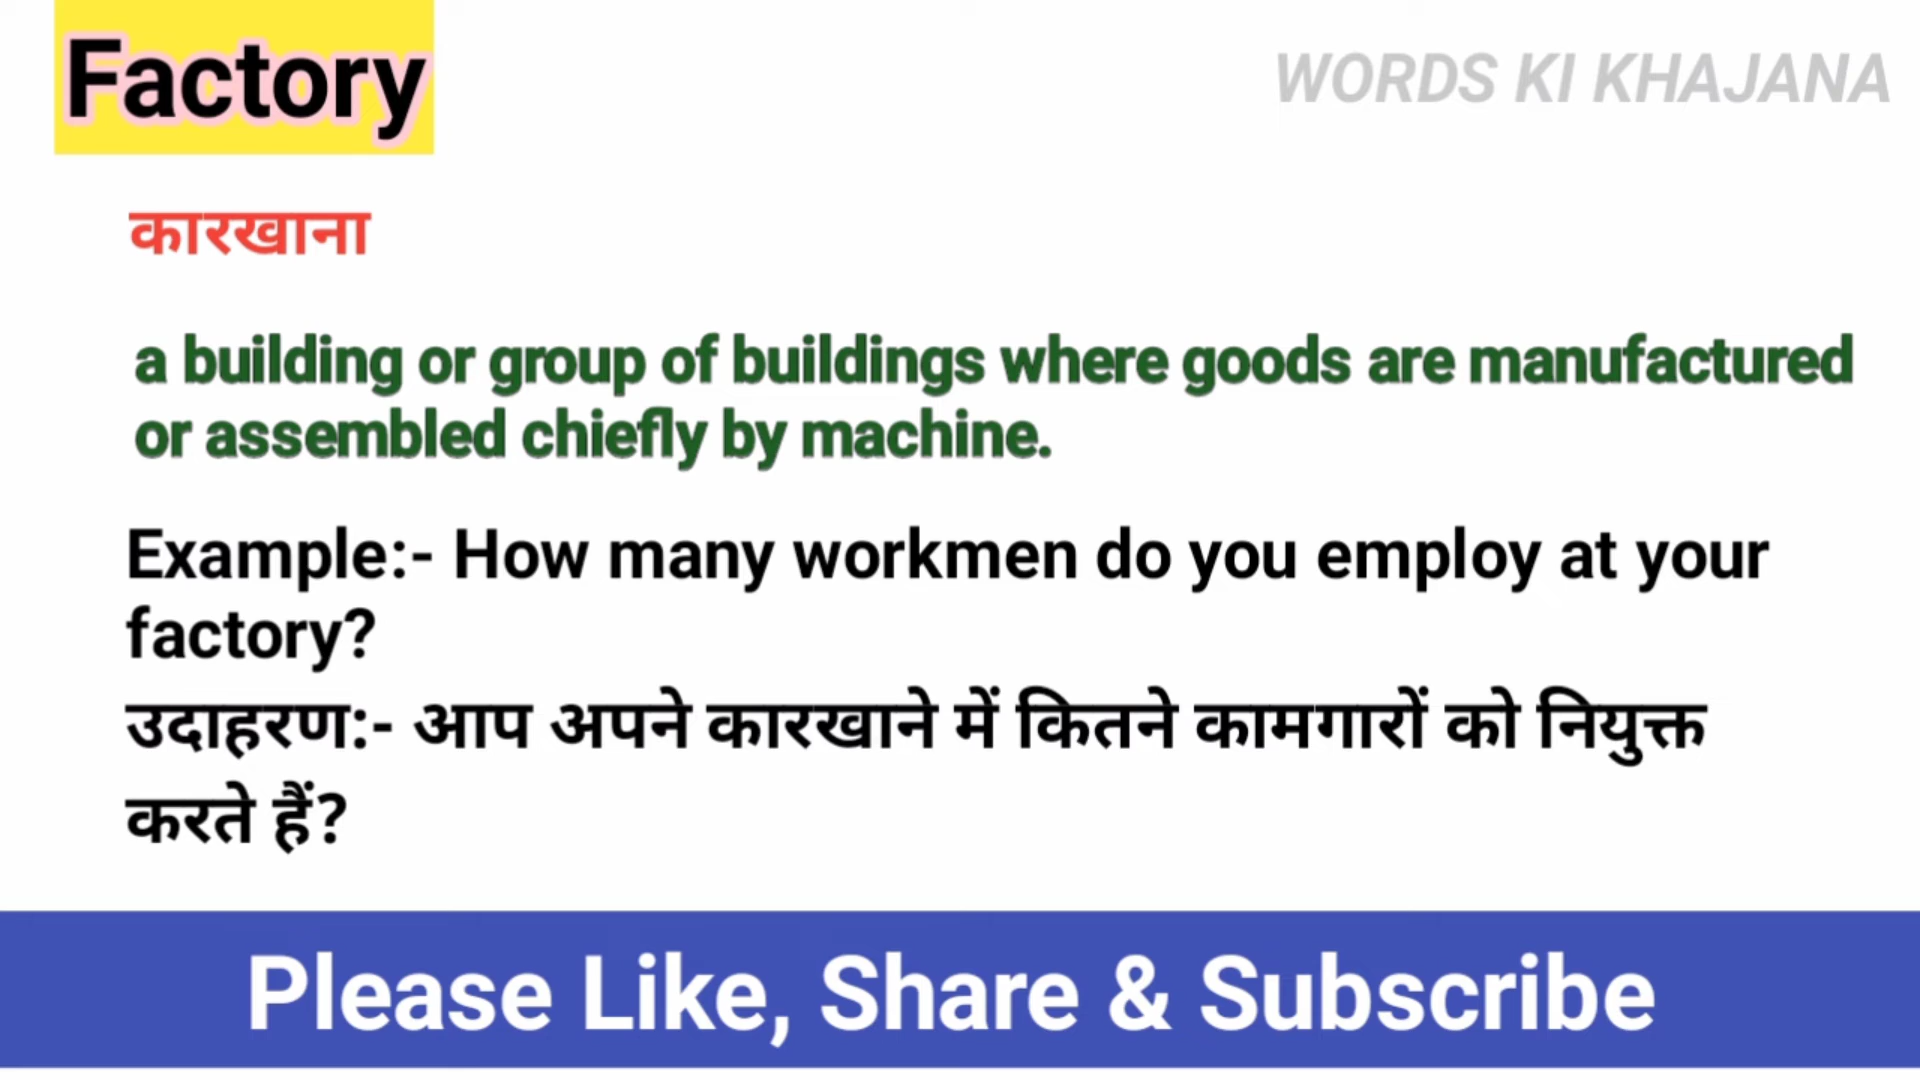 Factory
WORDS KI KHAJANA
कारखाना
a building or group of buildings where goods are manufactured
or assembled chiefly by machine.
Example:- How many workmen do you employ at your
factory?
उदाहरण:- आप अपने कारखाने में कितने कामगारों को नियुक्त
करते हैं?
Please Like, Share & Subscribe